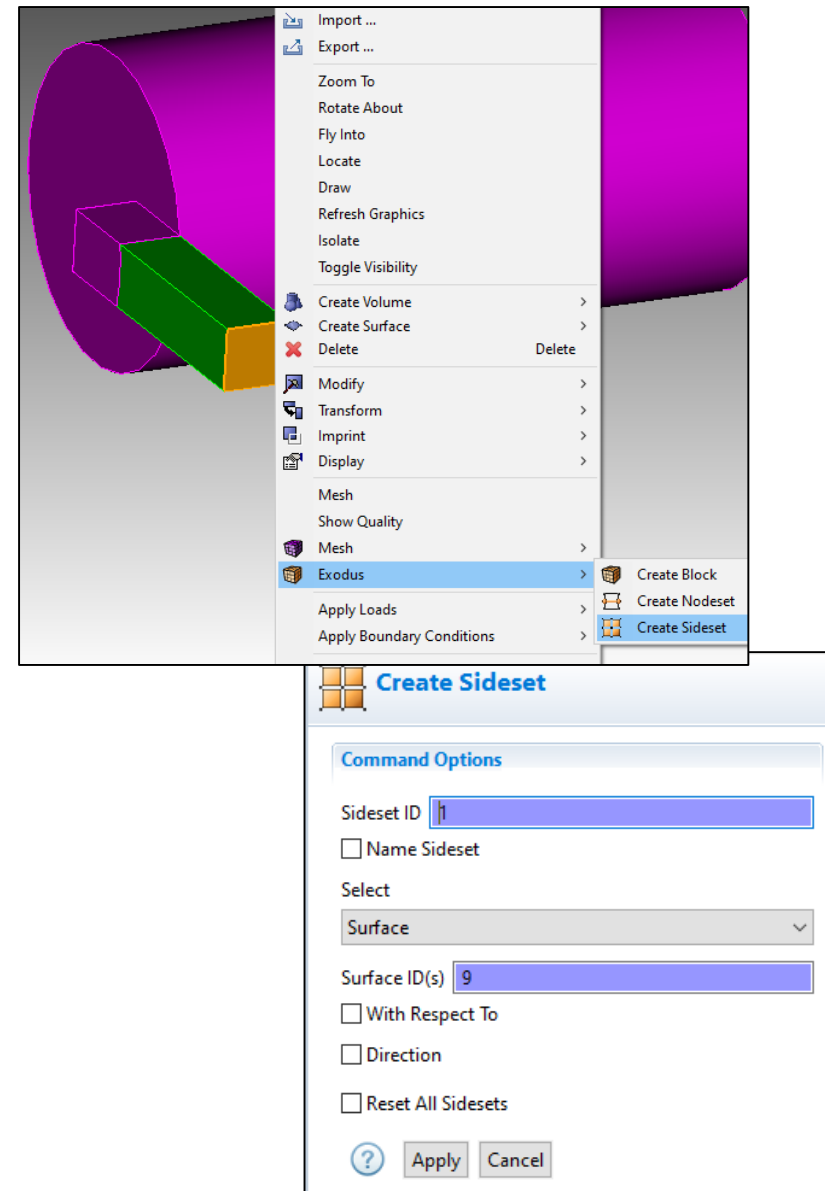 Import ...
Export ...
Zoom To
Rotate About
Fly Into
Locate
Draw
Refresh Graphics
Isolate
Toggle Visibility
Create Volume
Create Surface
Delete Delete
Modify
Transform
Imprint
Display
Mesh
Show Quality
Mesh
Exodus
Create Block
Create Nodeset
Create Sideset
Apply Loads
Apply Boundary Conditions
Create Sideset
Command Options
Sideset ID 1
Name Sideset
Select
Surface
Surface ID(s) 9
With Respect To
Direction
Reset All Sidesets
? Apply Cancel